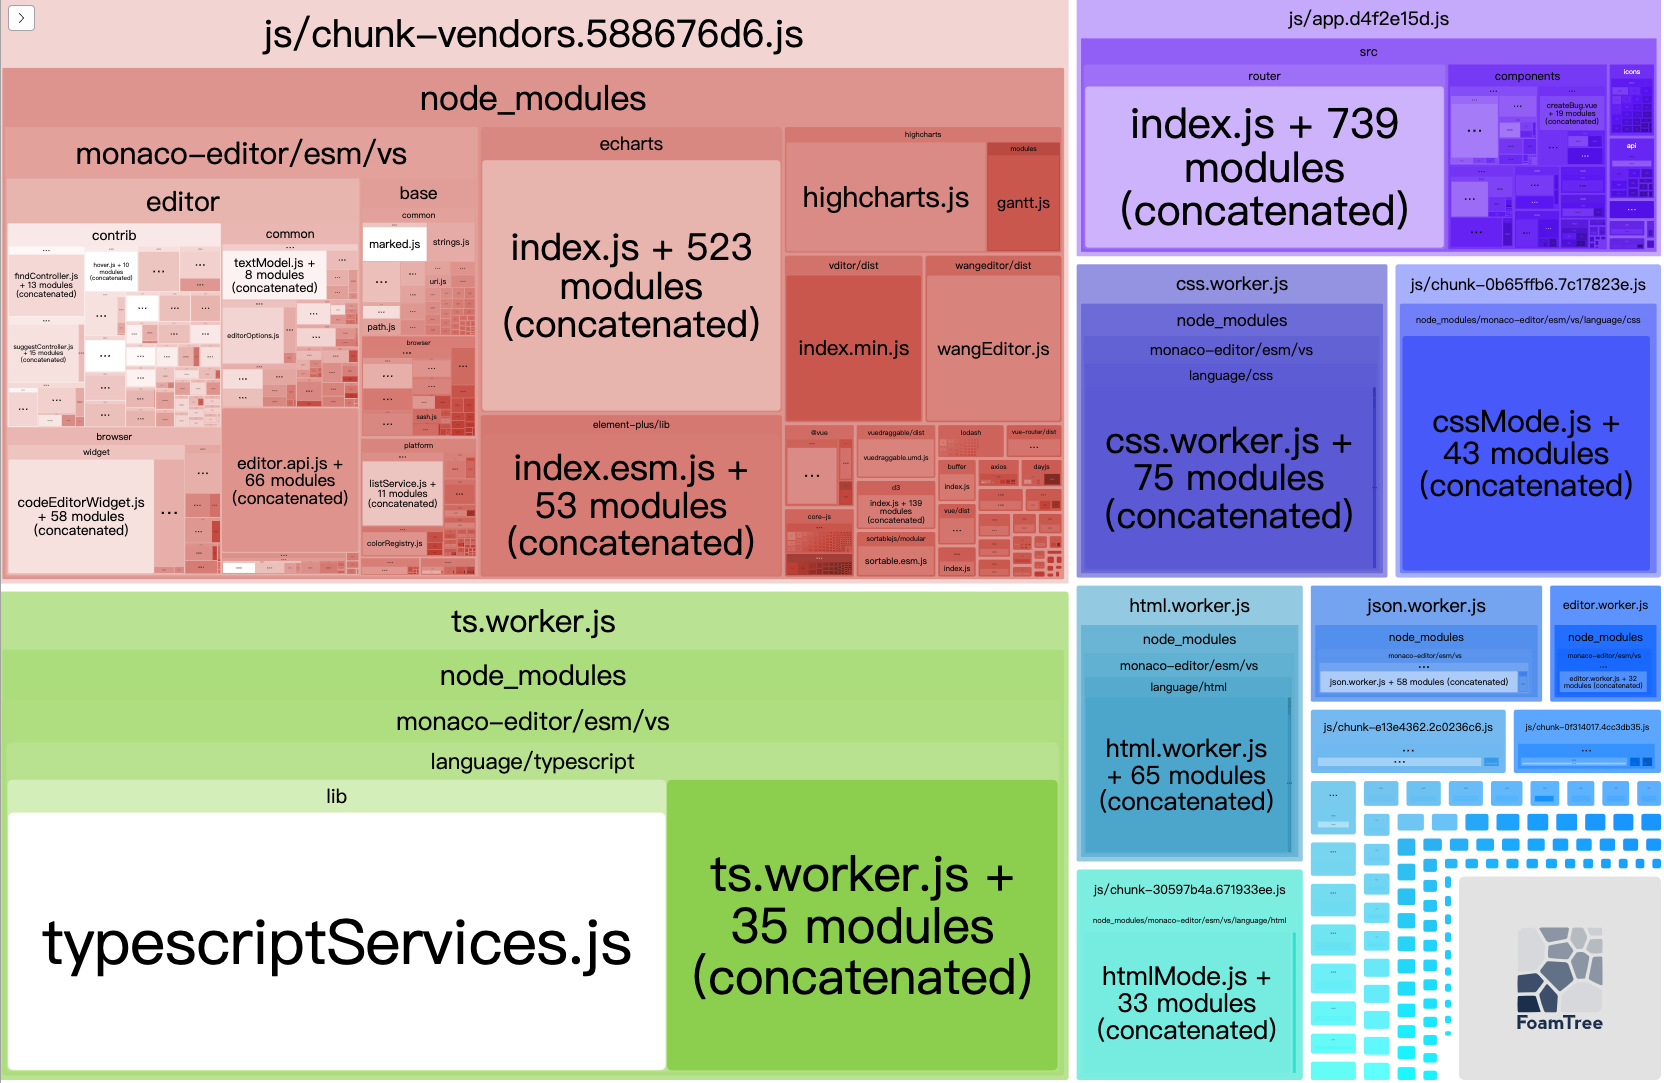 js/chunk-vendors.588676d6.js
node_modules
monaco-editor/esm/vs
editor
contrib
...
findController.js
+ 13 modules
(concatenated)
hover.js + 10
modules
(concatenated)
...
...
suggestController.js
+ 15 modules
(concatenated)
...
...
browser
widget
codeEditorWidget.js
+ 58 modules
(concatenated)
...
...
common
textModel.js +
8 modules
(concatenated)
editorOptions.js
...
editor.api.js +
66 modules
(concatenated)
base
common
marked.js
strings.js
...
url.js
path.js
browser
...
sash.js
platform
listService.js +
11 modules
(concatenated)
colorRegistry.js
echarts
index.js + 523
modules
(concatenated)
element-plus/lib
index.esm.js +
53 modules
(concatenated)
highcharts
highcharts.js
modules
gantt.js
vditor/dist
index.min.js
wangeditor/dist
wangEditor.js
@vue
...
core-js
vuedraggable/dist
vuedraggable.umd.js
d3
index.js + 139
modules
(concatenated)
sortablejs/modular
sortable.esm.js
lodash
vue-router/dist
...
buffer
index.js
axios
dayjs
vue/dist
...
index.js
ts.worker.js
node_modules
monaco-editor/esm/vs
language/typescript
lib
typescriptServices.js
ts.worker.js +
35 modules
(concatenated)
js/app.d4f2e15d.js
src
router
index.js + 739
modules
(concatenated)
components
...
createBug.vue
+ 19 modules
(concatenated)
icons
api
css.worker.js
node_modules
monaco-editor/esm/vs
language/css
css.worker.js +
75 modules
(concatenated)
js/chunk-0b65ffb6.7c17823e.js
node_modules/monaco-editor/esm/vs/language/css
cssMode.js +
43 modules
(concatenated)
html.worker.js
node_modules
monaco-editor/esm/vs
language/html
html.worker.js
+ 65 modules
(concatenated)
json.worker.js
node_modules
monaco-editor/esm/vs
...
json.worker.js + 58 modules (concatenated)
editor.worker.js
node_modules
monaco-editor/esm/vs
...
editor.worker.js + 32
modules (concatenated)
js/chunk-e13e4362.2c0236c6.js
...
...
js/chunk-0f314017.4cc3db35.js
...
js/chunk-30597b4a.671933ee.js
node_modules/monaco-editor/esm/vs/language/html
htmlMode.js +
33 modules
(concatenated)
FoamTree